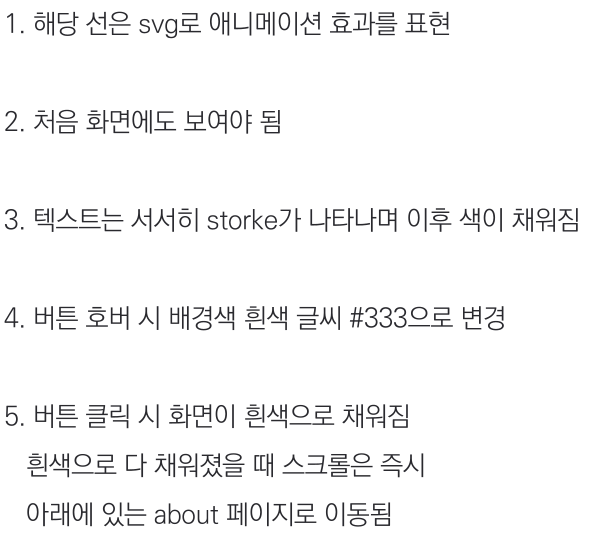 1. 해당 선은 svg로 애니메이션 효과를 표현
2. 처음 화면에도 보여야 됨
3. 텍스트는 서서히 storke가 나타나며 이후 색이 채워짐
4. 버튼 호버 시 배경색 흰색 글씨 #333으로 변경
5. 버튼 클릭 시 화면이 흰색으로 채워짐
흰색으로 다 채워졌을 때 스크롤은 즉시
아래에 있는 about 페이지로 이동됨